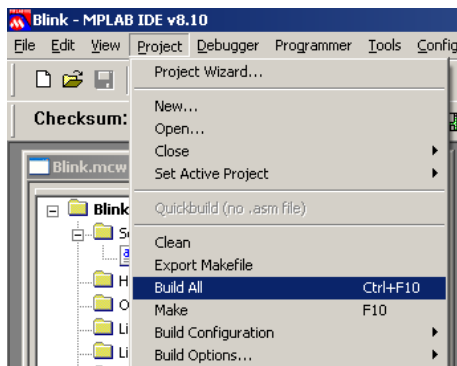 Blink - MPLAB IDE v8.10
File Edit View Project Debugger Programmer Tools Config
Project Wizard...
Checksum:
New...
Open...
Close
Blink.mcw
Set Active Project
Blink
Quickbuild (no .asm file)
Clean
Export Makefile
Build All Ctrl+F10
Make F10
Build Configuration
Build Options...